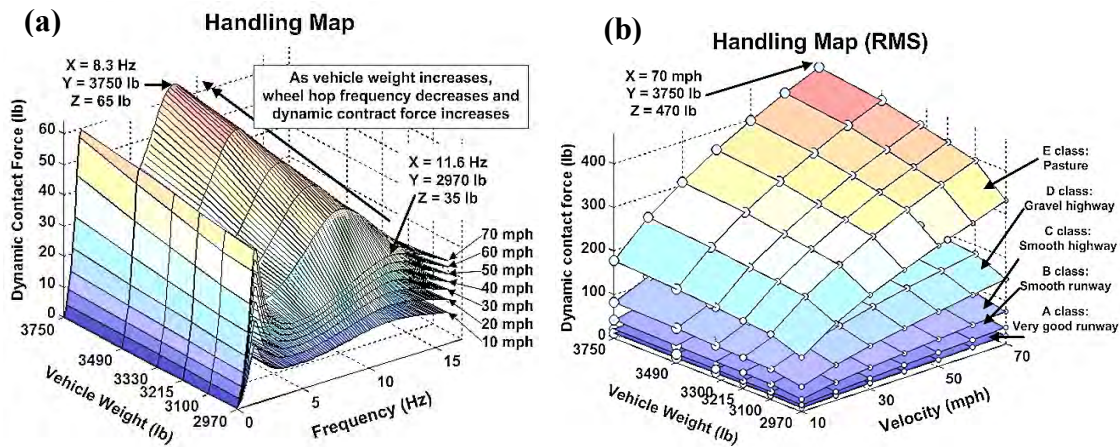 (a)
Handling Map
X = 8.3 Hz
Y = 3750 lb
Z = 65 lb
As vehicle weight increases,
wheel hop frequency decreases and
dynamic contract force increases
X = 11.6 Hz
Y = 2970 lb
Z = 35 lb
Dynamic Contact Force (lb)
60
50
40
30
20
10
0
70 mph
60 mph
50 mph
40 mph
30 mph
20 mph
10 mph
3750
3490
3330
3215
3100
2970
Vehicle Weight (lb)
0
5
10
15
Frequency (Hz)
(b)
Handling Map (RMS)
X = 70 mph
Y = 3750 lb
Z = 470 lb
Dynamic contact force (lb)
400
300
200
100
0
E class:
Pasture
D class:
Gravel highway
C class:
Smooth highway
B class:
Smooth runway
A class:
Very good runway
3750
3490
3300
3215
3100
2970
Vehicle Weight (lb)
10
30
50
70
Velocity (mph)